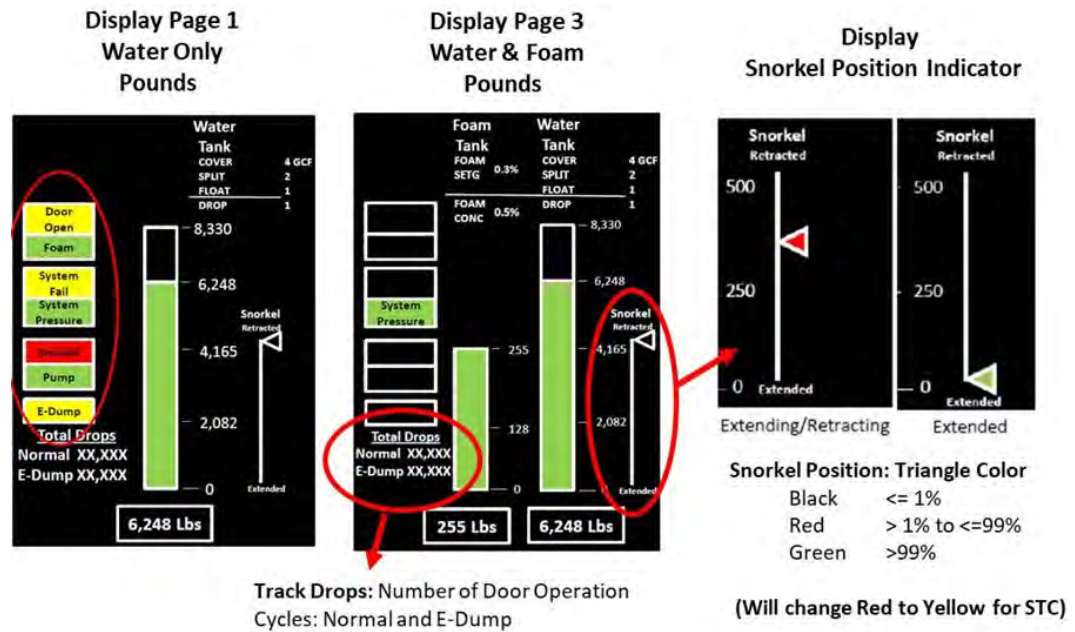 Display Page 1
Water Only
Pounds
Water
Tank
COVER 4 GCF
SPLIT 2
FLOAT 1
DROP 1
Door
Open
Foam
System
Fail
System
Pressure
Pump
E-Dump
Total Drops
Normal XX,XXX
E-Dump XX,XXX
8,330
6,248
4,165
2,082
0
Snorkel
Retracted
Extended
6,248 Lbs
Display Page 3
Water & Foam
Pounds
Foam
Tank
FOAM
SETG 0.3%
FOAM
CONC 0.5%
Water
Tank
COVER 4 GCF
SPLIT 2
FLOAT 1
DROP 1
System
Pressure
Total Drops
Normal XX,XXX
E-Dump XX,XXX
255
128
0
8,330
6,248
4,165
2,082
0
Snorkel
Retracted
Extended
255 Lbs
6,248 Lbs
Track Drops: Number of Door Operation
Cycles: Normal and E-Dump
Display
Snorkel Position Indicator
Snorkel
Retracted
500
250
0
Extended
Extending/Retracting
Snorkel
Retracted
500
250
0
Extended
Extended
Snorkel Position: Triangle Color
Black <= 1%
Red > 1% to <=99%
Green >99%
(Will change Red to Yellow for STC)